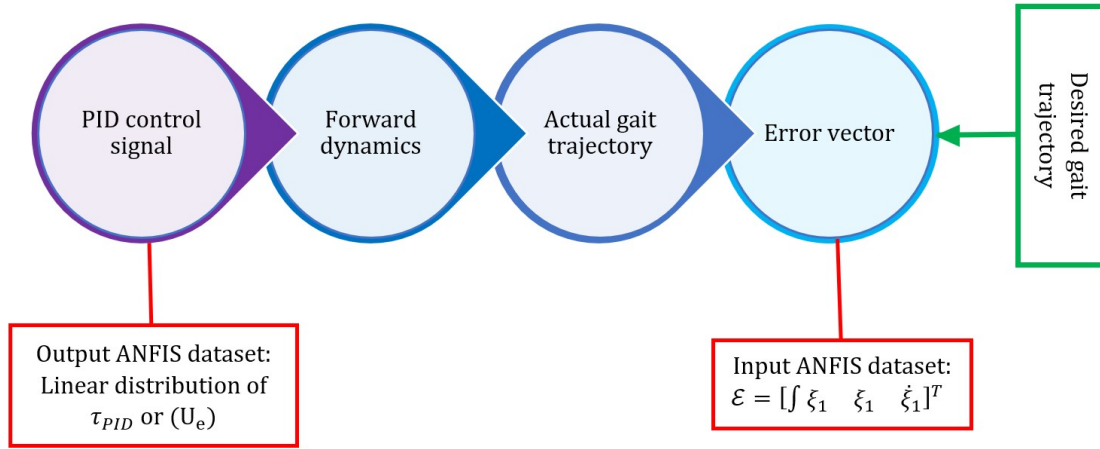 PID control
signal
Forward
dynamics
Actual gait
trajectory
Error vector
Desired gait
trajectory
Output ANFIS dataset:
Linear distribution of
τ_PID or (U_e)
Input ANFIS dataset:
ℰ = [∫ ξ₁   ξ₁   ξ̇₁]^T